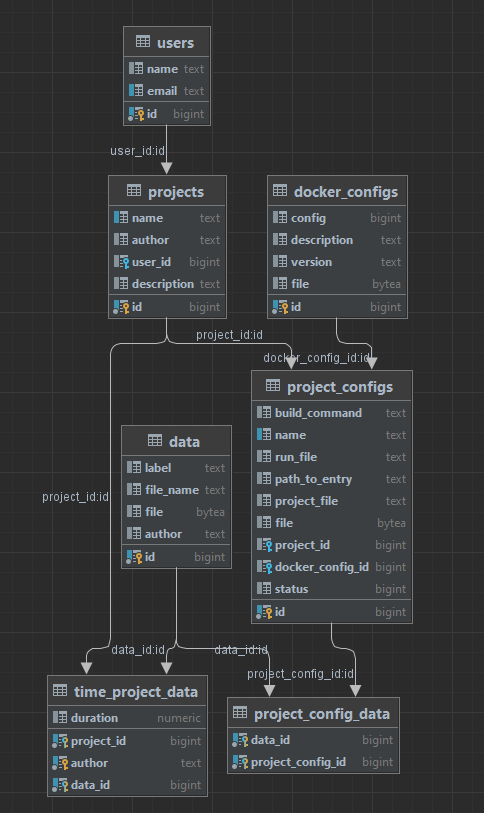 users
name text
email text
id bigint
user_id:id
projects
name text
author text
user_id bigint
description text
id bigint
docker_configs
config bigint
description text
version text
file bytea
id bigint
project_id:id
docker_config_id:id
project_configs
build_command text
name text
run_file text
path_to_entry text
project_file text
file bytea
project_id bigint
docker_config_id bigint
status bigint
id bigint
data
label text
file_name text
file bytea
author text
id bigint
project_id:id
data_id:id
data_id:id
project_config_id:id
time_project_data
duration numeric
project_id bigint
author text
data_id bigint
project_config_data
data_id bigint
project_config_id bigint